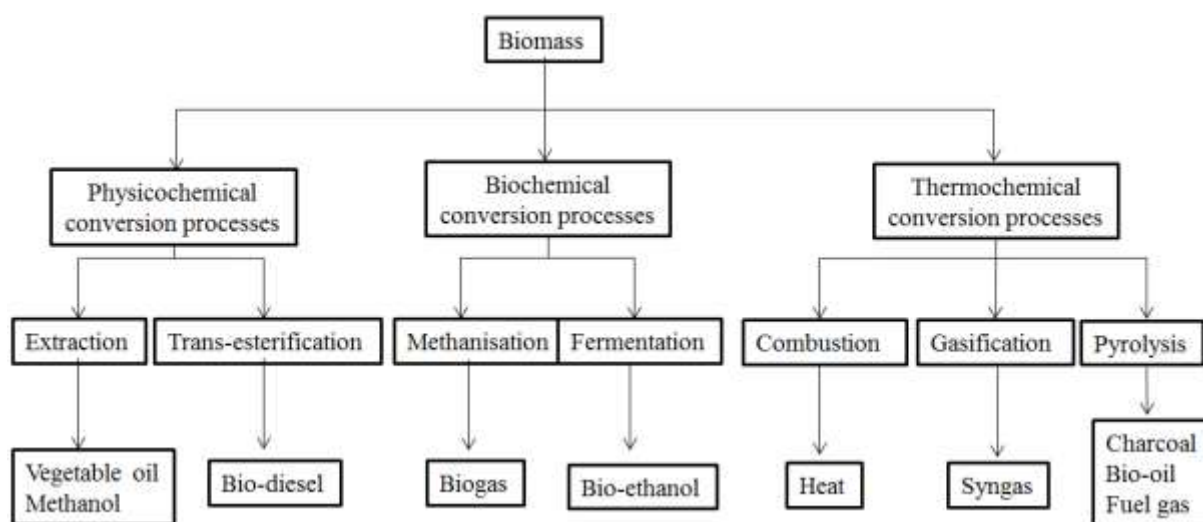 Biomass
Physicochemical
conversion processes
Biochemical
conversion processes
Thermochemical
conversion processes
Extraction
Trans-esterification
Methanisation
Fermentation
Combustion
Gasification
Pyrolysis
Vegetable oil
Methanol
Bio-diesel
Biogas
Bio-ethanol
Heat
Syngas
Charcoal
Bio-oil
Fuel gas